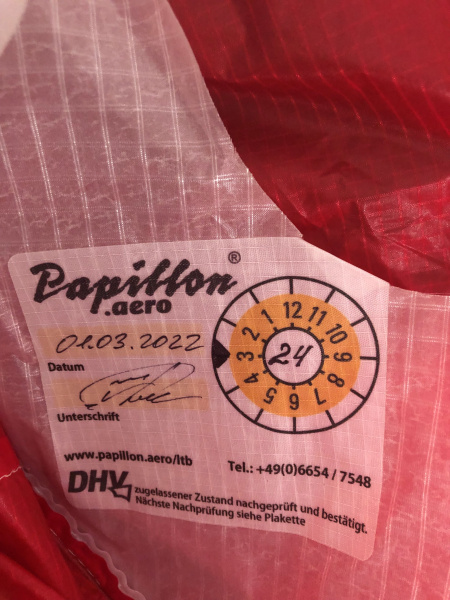 Papillon®
.aero
01.03.2022
Datum
Unterschrift
1 12 11 10 9 8 7 6 5 4 3 2
24
www.papillon.aero/ltb
Tel.: +49(0)6654 / 7548
DHV
zugelassener Zustand nachgeprüft und bestätigt.
Nächste Nachprüfung siehe Plakette